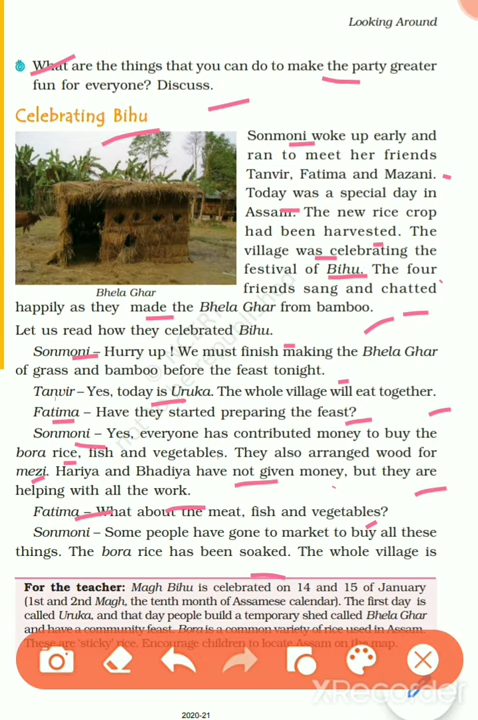 Looking Around
What are the things that you can do to make the party greater
fun for everyone? Discuss.
Celebrating Bihu
Sonmoni woke up early and
ran to meet her friends
Tanvir, Fatima and Mazani.
Today was a special day in
Assam. The new rice crop
had been harvested. The
village was celebrating the
festival of Bihu. The four
friends sang and chatted
Bhela Ghar
happily as they made the Bhela Ghar from bamboo.
Let us read how they celebrated Bihu.
Sonmoni – Hurry up ! We must finish making the Bhela Ghar
of grass and bamboo before the feast tonight.
Tanvir – Yes, today is Uruka. The whole village will eat together.
Fatima – Have they started preparing the feast?
Sonmoni – Yes, everyone has contributed money to buy the
bora rice, fish and vegetables. They also arranged wood for
mezi. Hariya and Bhadiya have not given money, but they are
helping with all the work.
Fatima – What about the meat, fish and vegetables?
Sonmoni – Some people have gone to market to buy all these
things. The bora rice has been soaked. The whole village is
For the teacher: Magh Bihu is celebrated on 14 and 15 of January
(1st and 2nd Magh, the tenth month of Assamese calendar). The first day is
called Uruka, and that day people build a temporary shed called Bhela Ghar
and have a community feast. Bora is a common variety of rice used in Assam.
These are 'sticky' rice. Encourage children to locate Assam on the map.
XRecorder
2020-21